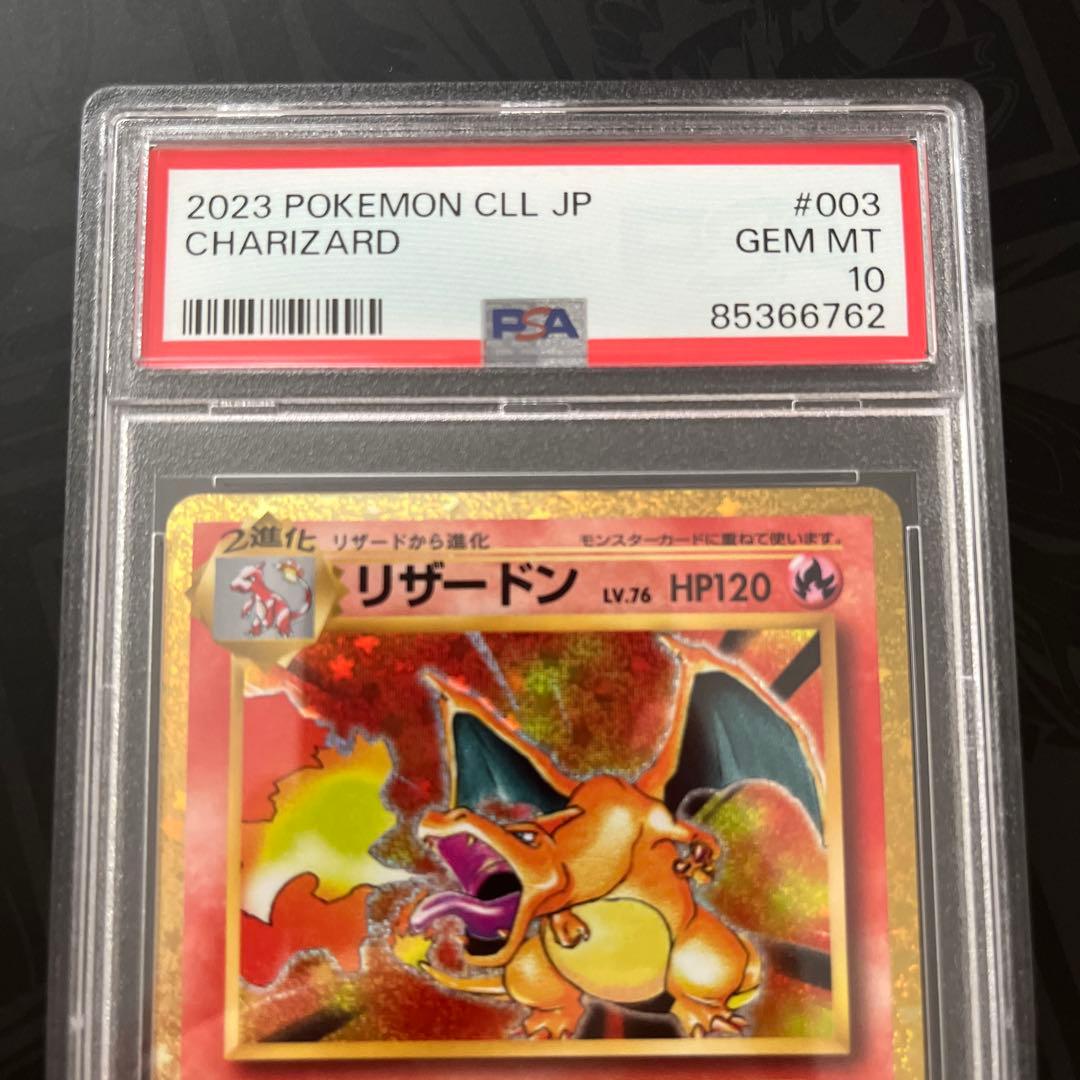 2023 POKEMON CLL JP #003
CHARIZARD GEM MT
10
PSA 85366762
2進化 リザードから進化 モンスターカードに重ねて使います。
リザードン LV.76 HP120